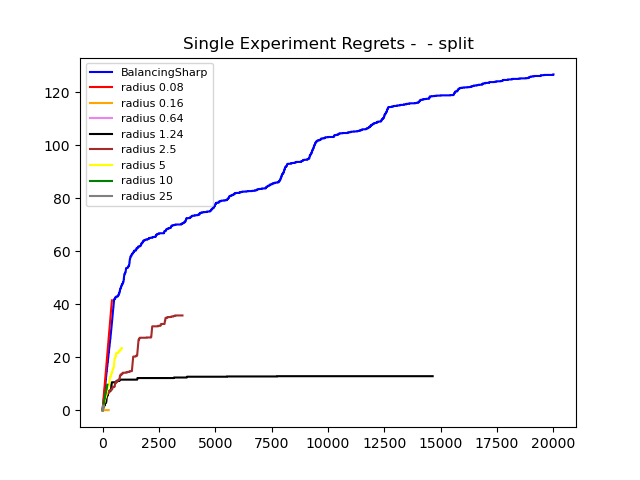 Single Experiment Regrets -  - split
BalancingSharp
radius 0.08
radius 0.16
radius 0.64
radius 1.24
radius 2.5
radius 5
radius 10
radius 25
120
100
80
60
40
20
0
0 2500 5000 7500 10000 12500 15000 17500 20000